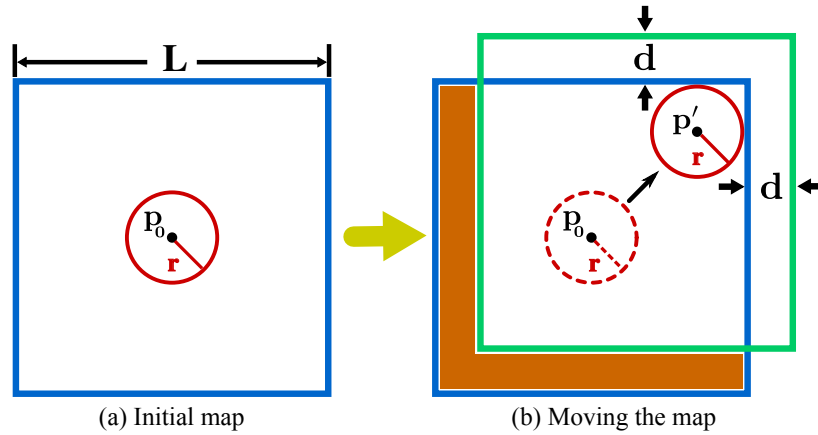 L
p₀
r
(a) Initial map
d
p′
r
d
p₀
r
(b) Moving the map